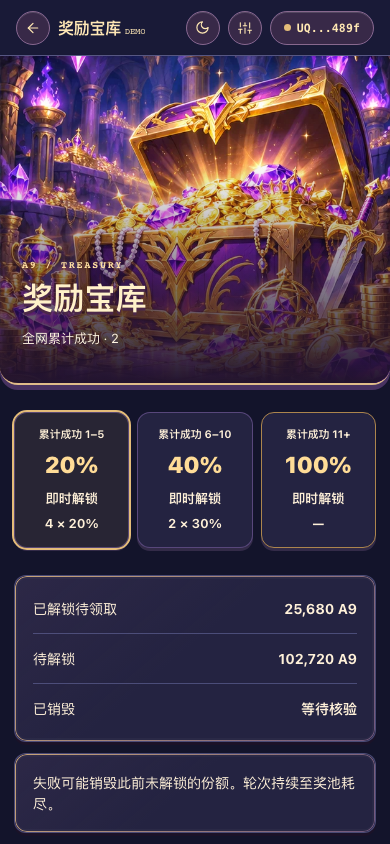 奖励宝库 DEMO
UQ...489f
A9 / TREASURY
奖励宝库
全网累计成功 · 2
累计成功 1–5
20%
即时解锁
4 × 20%
累计成功 6–10
40%
即时解锁
2 × 30%
累计成功 11+
100%
即时解锁
—
已解锁待领取 25,680 A9
待解锁 102,720 A9
已销毁 等待核验
失败可能销毁此前未解锁的份额。轮次持续至奖池耗
尽。